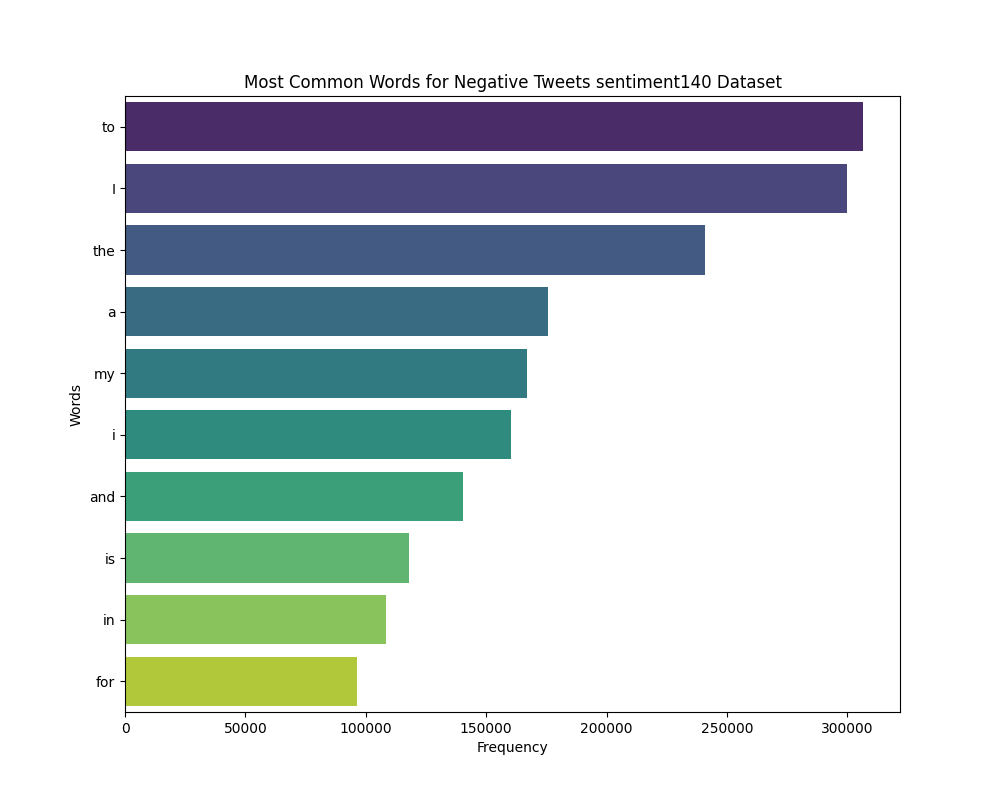 Most Common Words for Negative Tweets sentiment140 Dataset
Words
to
I
the
a
my
i
and
is
in
for
0 50000 100000 150000 200000 250000 300000
Frequency